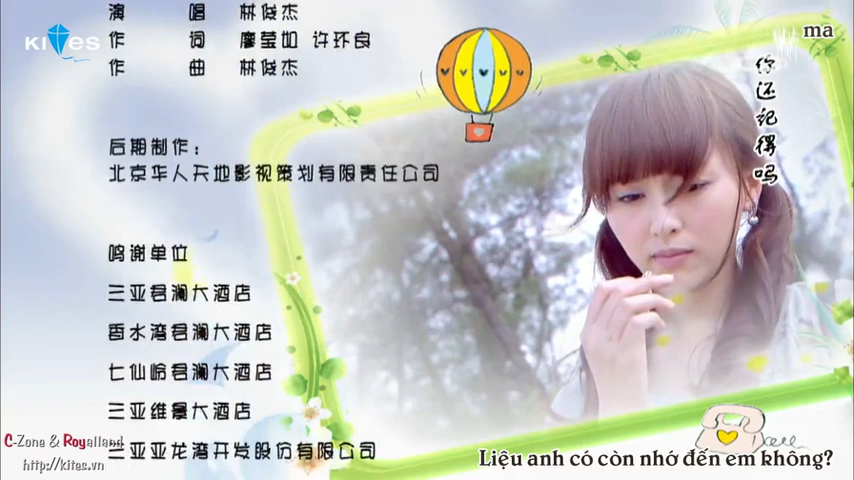 KITES
ma
演 唱 林俊杰
作 词 廖莹如 许环良
作 曲 林俊杰
你还记得吗
后期制作:
北京华人天地影视策划有限责任公司
鸣谢单位
三亚君澜大酒店
香水湾君澜大酒店
七仙岭君澜大酒店
三亚维景大酒店
三亚亚龙湾开发股份有限公司
C-Zone & Royalland
http://kites.vn
Liệu anh có còn nhớ đến em không?